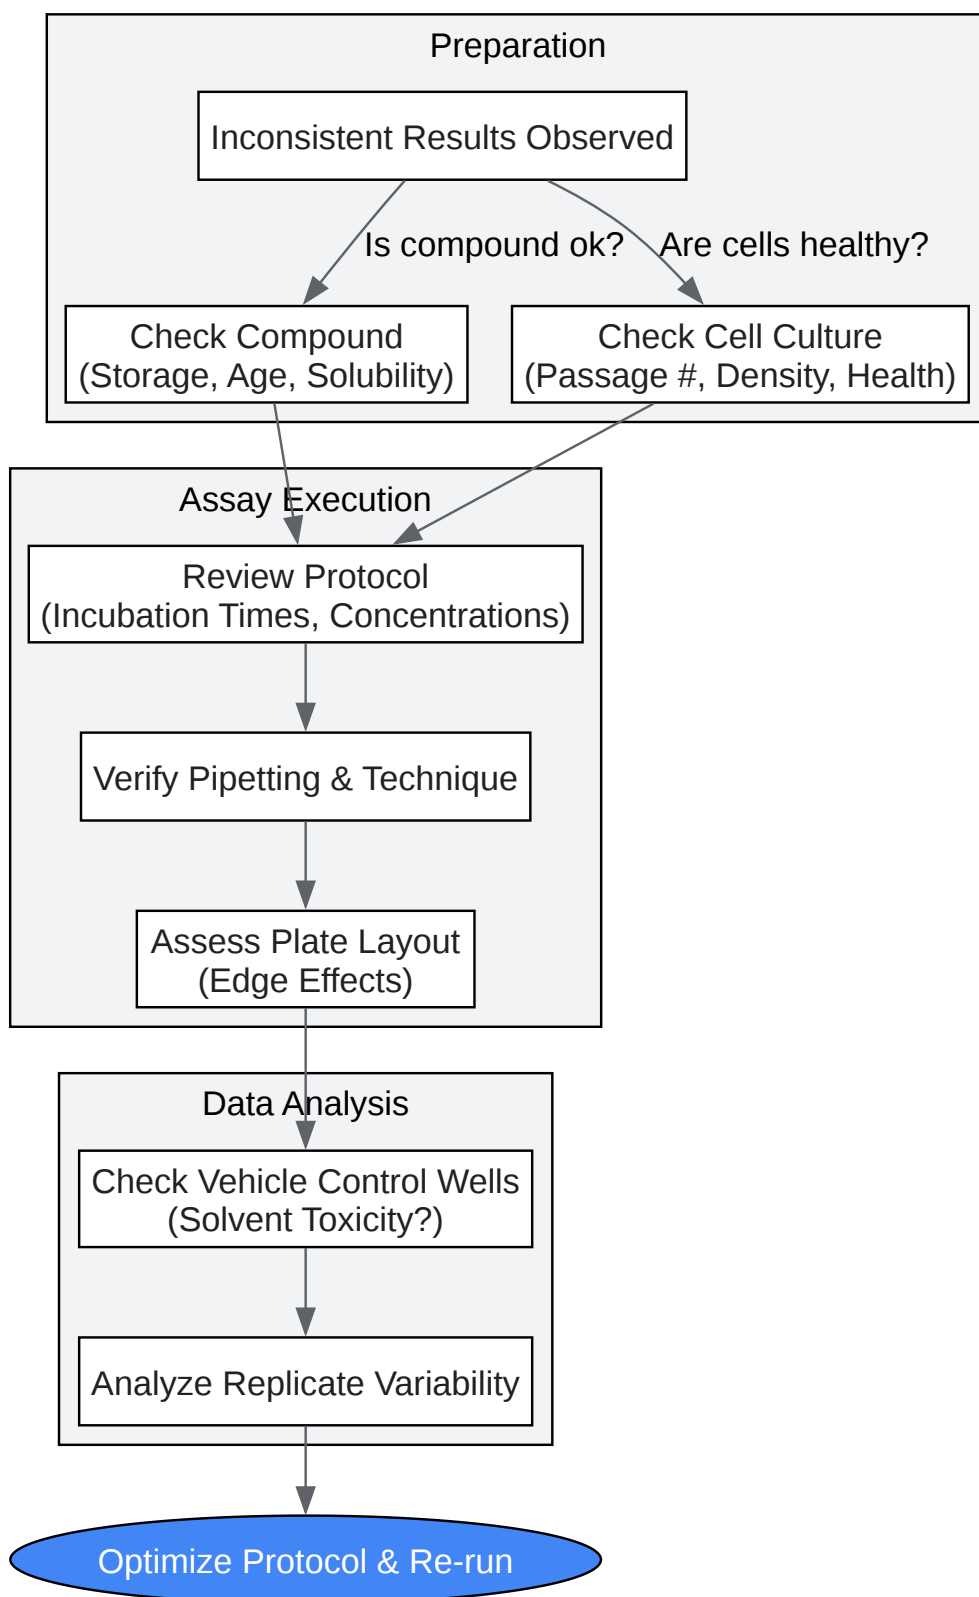 Preparation
Inconsistent Results Observed
Is compound ok?
Are cells healthy?
Check Compound
(Storage, Age, Solubility)
Check Cell Culture
(Passage #, Density, Health)
Assay Execution
Review Protocol
(Incubation Times, Concentrations)
Verify Pipetting & Technique
Assess Plate Layout
(Edge Effects)
Data Analysis
Check Vehicle Control Wells
(Solvent Toxicity?)
Analyze Replicate Variability
Optimize Protocol & Re-run